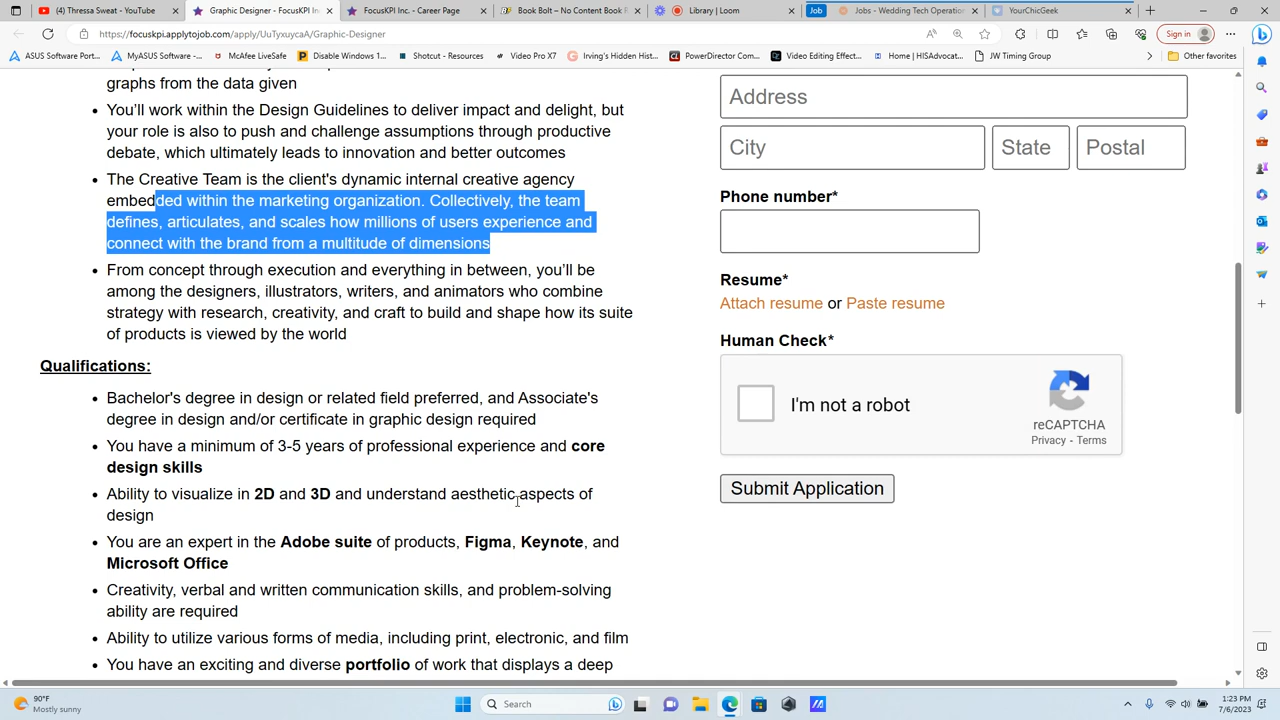 (4) Thressa Sweat - YouTube
Graphic Designer - FocusKPI Inc.
FocusKPI Inc. - Career Page
Book Bolt – No Content Book R
Library | Loom
Job
Jobs - Wedding Tech Operation
YourChicGeek
https://focuskpi.applytojob.com/apply/UuTyxuycaA/Graphic-Designer
Sign in
ASUS Software Port...
MyASUS Software -...
McAfee LiveSafe
Disable Windows 1...
Shotcut - Resources
Video Pro X7
Irving's Hidden Hist...
PowerDirector Com...
Video Editing Effect...
Home | HISAdvocat...
JW Timing Group
Other favorites
graphs from the data given
You'll work within the Design Guidelines to deliver impact and delight, but
your role is also to push and challenge assumptions through productive
debate, which ultimately leads to innovation and better outcomes
The Creative Team is the client's dynamic internal creative agency
embedded within the marketing organization. Collectively, the team
defines, articulates, and scales how millions of users experience and
connect with the brand from a multitude of dimensions
From concept through execution and everything in between, you'll be
among the designers, illustrators, writers, and animators who combine
strategy with research, creativity, and craft to build and shape how its suite
of products is viewed by the world
Qualifications:
Bachelor's degree in design or related field preferred, and Associate's
degree in design and/or certificate in graphic design required
You have a minimum of 3-5 years of professional experience and core
design skills
Ability to visualize in 2D and 3D and understand aesthetic aspects of
design
You are an expert in the Adobe suite of products, Figma, Keynote, and
Microsoft Office
Creativity, verbal and written communication skills, and problem-solving
ability are required
Ability to utilize various forms of media, including print, electronic, and film
You have an exciting and diverse portfolio of work that displays a deep
Address
City
State
Postal
Phone number*
Resume*
Attach resume or Paste resume
Human Check*
I'm not a robot
reCAPTCHA
Privacy - Terms
Submit Application
90°F
Mostly sunny
Search
1:23 PM
7/6/2023